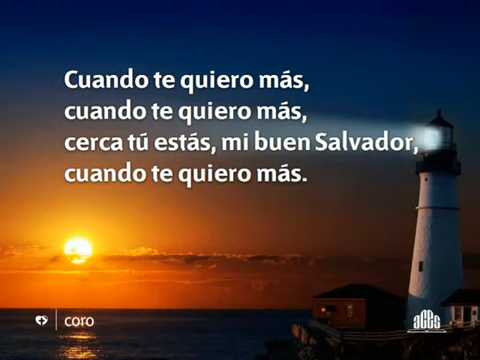 Cuando te quiero más,
cuando te quiero más,
cerca tú estás, mi buen Salvador,
cuando te quiero más.
coro
aces